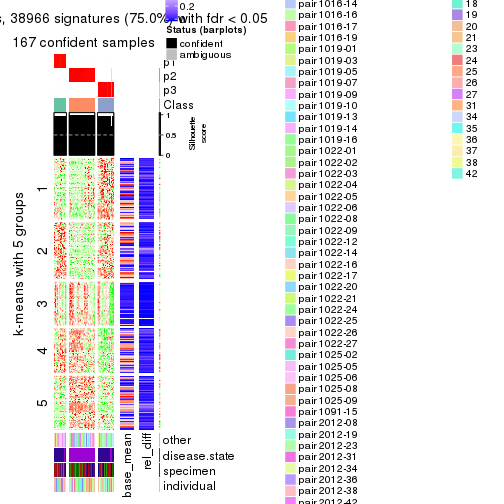 , 38966 signatures (75.0%) with fdr < 0.05
167 confident samples
0.2
0
Status (barplots)
confident
ambiguous
p1
p2
p3
Class
1
0.5
0
Silhouette
score
k-means with 5 groups
1
2
3
4
5
base_mean
rel_diff
other
disease.state
specimen
individual
pair1016-14
pair1016-16
pair1016-19
pair1019-01
pair1019-03
pair1019-05
pair1019-07
pair1019-09
pair1019-10
pair1019-13
pair1019-14
pair1019-16
pair1022-01
pair1022-02
pair1022-03
pair1022-04
pair1022-05
pair1022-06
pair1022-08
pair1022-09
pair1022-12
pair1022-14
pair1022-16
pair1022-17
pair1022-20
pair1022-21
pair1022-24
pair1022-25
pair1022-26
pair1022-27
pair1025-02
pair1025-05
pair1025-06
pair1025-08
pair1025-09
pair1091-15
pair2012-08
pair2012-19
pair2012-23
pair2012-31
pair2012-34
pair2012-36
pair2012-38
pair2012-42
18
19
20
21
24
25
26
27
31
34
35
36
37
38
42